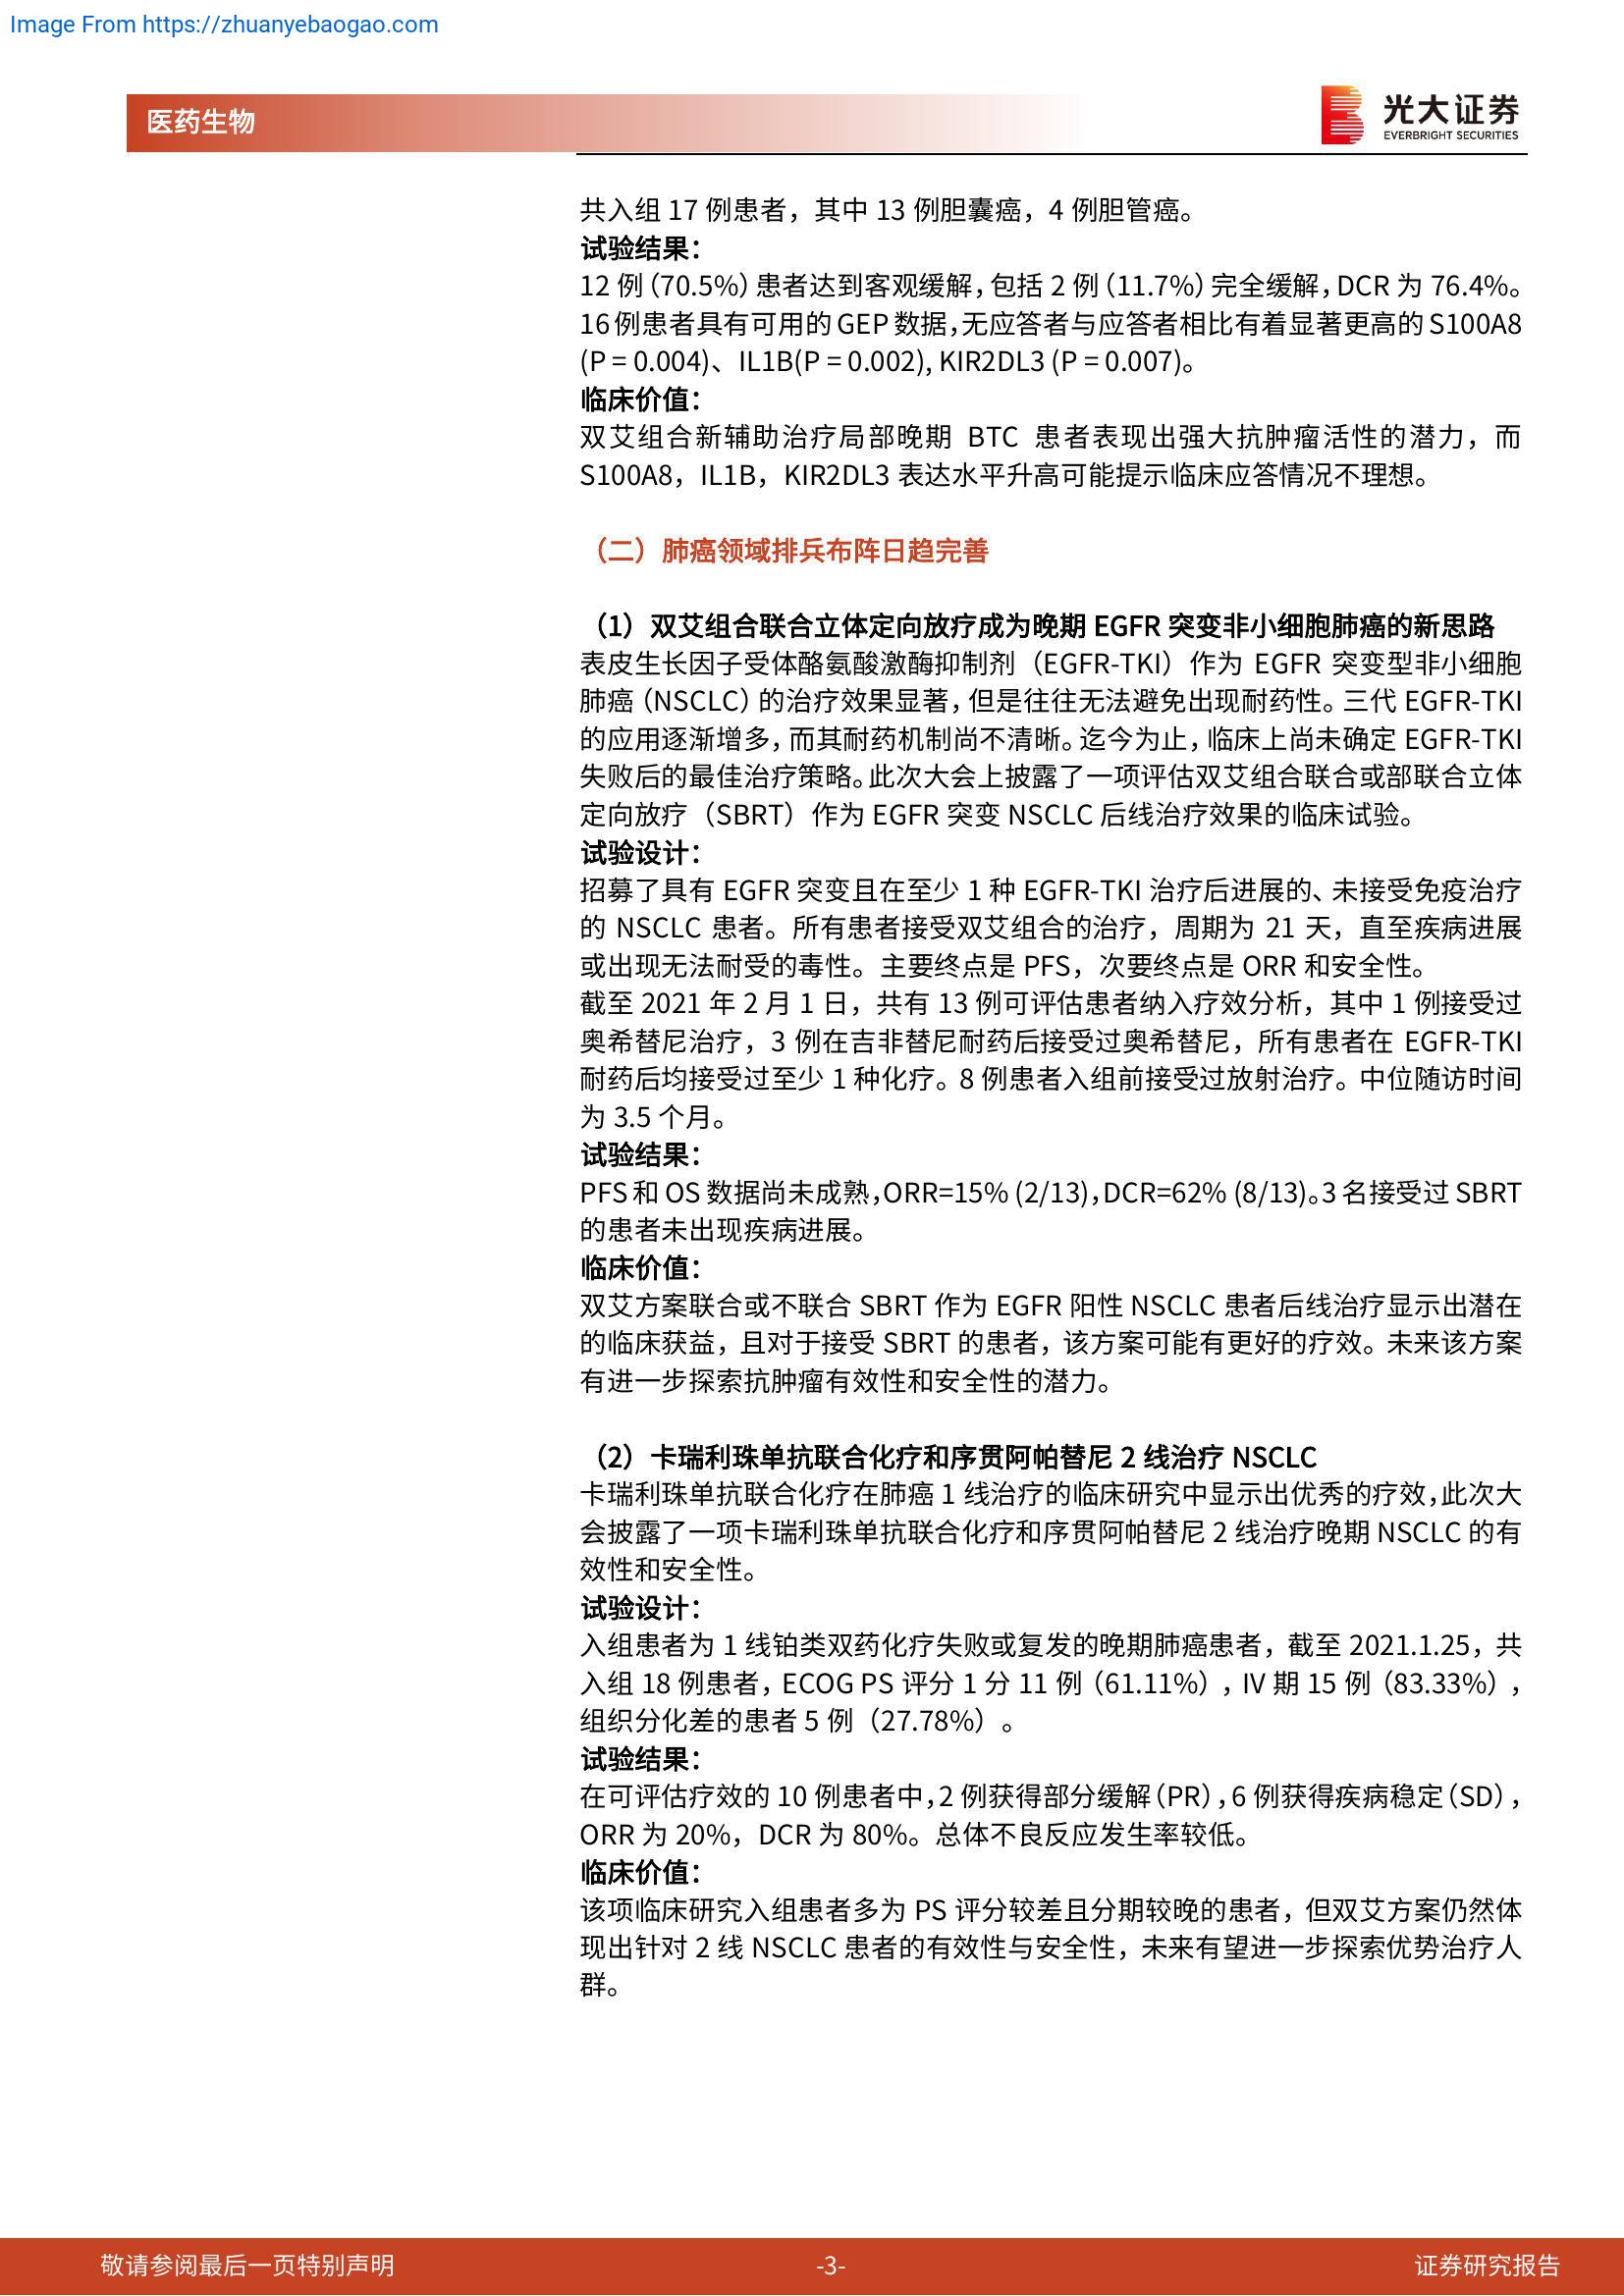 Image From https://zhuanyebaogao.com
医药生物
光大证券
EVERBRIGHT SECURITIES
共入组 17 例患者，其中 13 例胆囊癌，4 例胆管癌。
试验结果：
12 例（70.5%）患者达到客观缓解，包括 2 例（11.7%）完全缓解，DCR 为 76.4%。
16 例患者具有可用的 GEP 数据，无应答者与应答者相比有着显著更高的 S100A8
(P = 0.004)、IL1B(P = 0.002), KIR2DL3 (P = 0.007)。
临床价值：
双艾组合新辅助治疗局部晚期 BTC 患者表现出强大抗肿瘤活性的潜力，而
S100A8，IL1B，KIR2DL3 表达水平升高可能提示临床应答情况不理想。
（二）肺癌领域排兵布阵日趋完善
（1）双艾组合联合立体定向放疗成为晚期 EGFR 突变非小细胞肺癌的新思路
表皮生长因子受体酪氨酸激酶抑制剂（EGFR-TKI）作为 EGFR 突变型非小细胞
肺癌（NSCLC）的治疗效果显著，但是往往无法避免出现耐药性。三代 EGFR-TKI
的应用逐渐增多，而其耐药机制尚不清晰。迄今为止，临床上尚未确定 EGFR-TKI
失败后的最佳治疗策略。此次大会上披露了一项评估双艾组合联合或部联合立体
定向放疗（SBRT）作为 EGFR 突变 NSCLC 后线治疗效果的临床试验。
试验设计：
招募了具有 EGFR 突变且在至少 1 种 EGFR-TKI 治疗后进展的、未接受免疫治疗
的 NSCLC 患者。所有患者接受双艾组合的治疗，周期为 21 天，直至疾病进展
或出现无法耐受的毒性。主要终点是 PFS，次要终点是 ORR 和安全性。
截至 2021 年 2 月 1 日，共有 13 例可评估患者纳入疗效分析，其中 1 例接受过
奥希替尼治疗，3 例在吉非替尼耐药后接受过奥希替尼，所有患者在 EGFR-TKI
耐药后均接受过至少 1 种化疗。8 例患者入组前接受过放射治疗。中位随访时间
为 3.5 个月。
试验结果：
PFS 和 OS 数据尚未成熟，ORR=15% (2/13)，DCR=62% (8/13)。3 名接受过 SBRT
的患者未出现疾病进展。
临床价值：
双艾方案联合或不联合 SBRT 作为 EGFR 阳性 NSCLC 患者后线治疗显示出潜在
的临床获益，且对于接受 SBRT 的患者，该方案可能有更好的疗效。未来该方案
有进一步探索抗肿瘤有效性和安全性的潜力。
（2）卡瑞利珠单抗联合化疗和序贯阿帕替尼 2 线治疗 NSCLC
卡瑞利珠单抗联合化疗在肺癌 1 线治疗的临床研究中显示出优秀的疗效，此次大
会披露了一项卡瑞利珠单抗联合化疗和序贯阿帕替尼 2 线治疗晚期 NSCLC 的有
效性和安全性。
试验设计：
入组患者为 1 线铂类双药化疗失败或复发的晚期肺癌患者，截至 2021.1.25，共
入组 18 例患者，ECOG PS 评分 1 分 11 例（61.11%），IV 期 15 例（83.33%），
组织分化差的患者 5 例（27.78%）。
试验结果：
在可评估疗效的 10 例患者中，2 例获得部分缓解（PR），6 例获得疾病稳定（SD），
ORR 为 20%，DCR 为 80%。总体不良反应发生率较低。
临床价值：
该项临床研究入组患者多为 PS 评分较差且分期较晚的患者，但双艾方案仍然体
现出针对 2 线 NSCLC 患者的有效性与安全性，未来有望进一步探索优势治疗人
群。
敬请参阅最后一页特别声明
-3-
证券研究报告